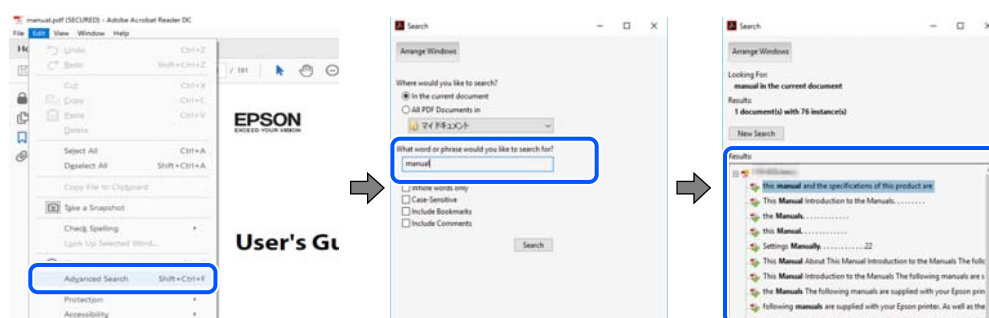 manual.pdf (SECURED) - Adobe Acrobat Reader DC
File Edit View Window Help
Undo Ctrl+Z
Redo Shift+Ctrl+Z
Cut Ctrl+X
Copy Ctrl+C
Paste Ctrl+V
Delete
Select All Ctrl+A
Deselect All Shift+Ctrl+A
Copy File to Clipboard
Take a Snapshot
Check Spelling
Look Up Selected Word...
Advanced Search Shift+Ctrl+F
Protection
Accessibility
/ 181
EPSON
EXCEED YOUR VISION
User's Gu
Search
Arrange Windows
Where would you like to search?
In the current document
All PDF Documents in
マイドキュメント
What word or phrase would you like to search for?
manual
Whole words only
Case-Sensitive
Include Bookmarks
Include Comments
Search
Search
Arrange Windows
Looking For:
manual in the current document
Results:
1 document(s) with 76 instance(s)
New Search
Results:
this manual and the specifications of this product are
This Manual Introduction to the Manuals. . . . . . . . .
the Manuals. . . . . . . . . . . .
this Manual. . . . . . . . . . . .
Settings Manually. . . . . . . . . . . .22
This Manual About This Manual Introduction to the Manuals The follo
This Manual Introduction to the Manuals The following manuals are s
the Manuals The following manuals are supplied with your Epson prin
following manuals are supplied with your Epson printer. As well as the